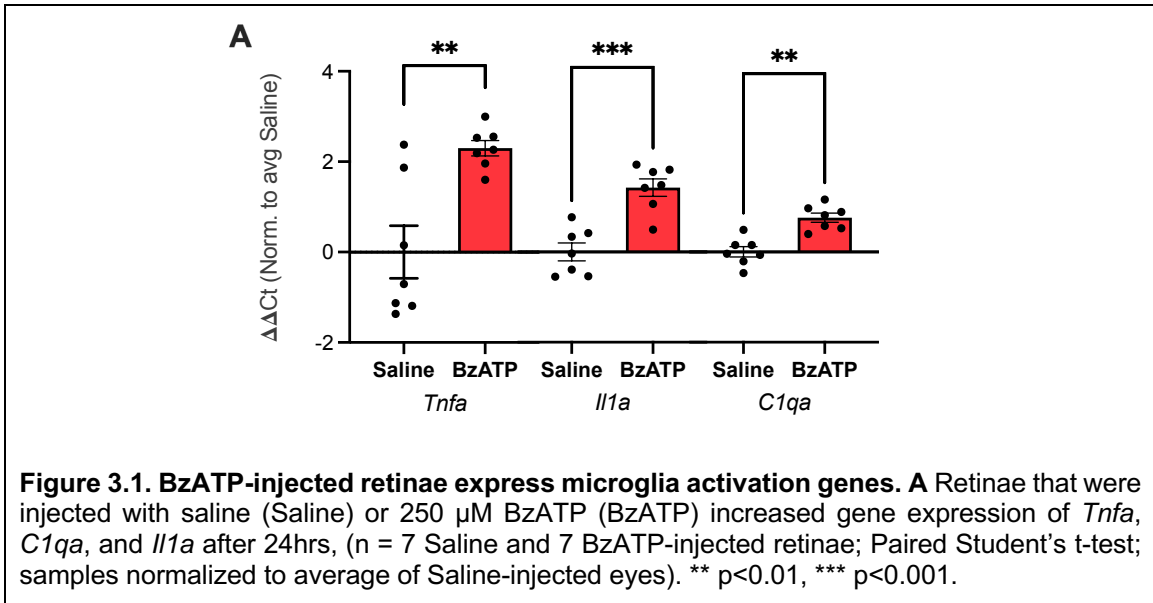 A
** *** **
4
2
0
-2
ΔΔCt (Norm. to avg Saline)
Saline BzATP Saline BzATP Saline BzATP
Tnfa Il1a C1qa
Figure 3.1. BzATP-injected retinae express microglia activation genes. A Retinae that were
injected with saline (Saline) or 250 µM BzATP (BzATP) increased gene expression of Tnfa,
C1qa, and Il1a after 24hrs, (n = 7 Saline and 7 BzATP-injected retinae; Paired Student’s t-test;
samples normalized to average of Saline-injected eyes). ** p<0.01, *** p<0.001.